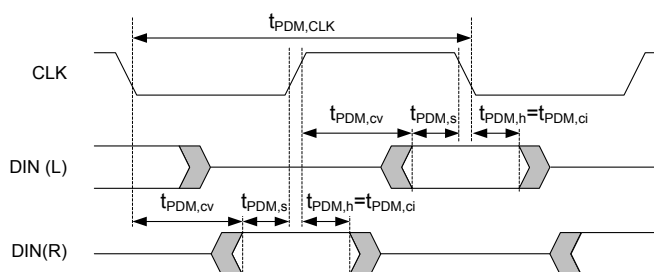 tPDM,CLK
CLK
tPDM,cv tPDM,s tPDM,h=tPDM,ci
DIN (L)
tPDM,cv tPDM,s tPDM,h=tPDM,ci
DIN(R)